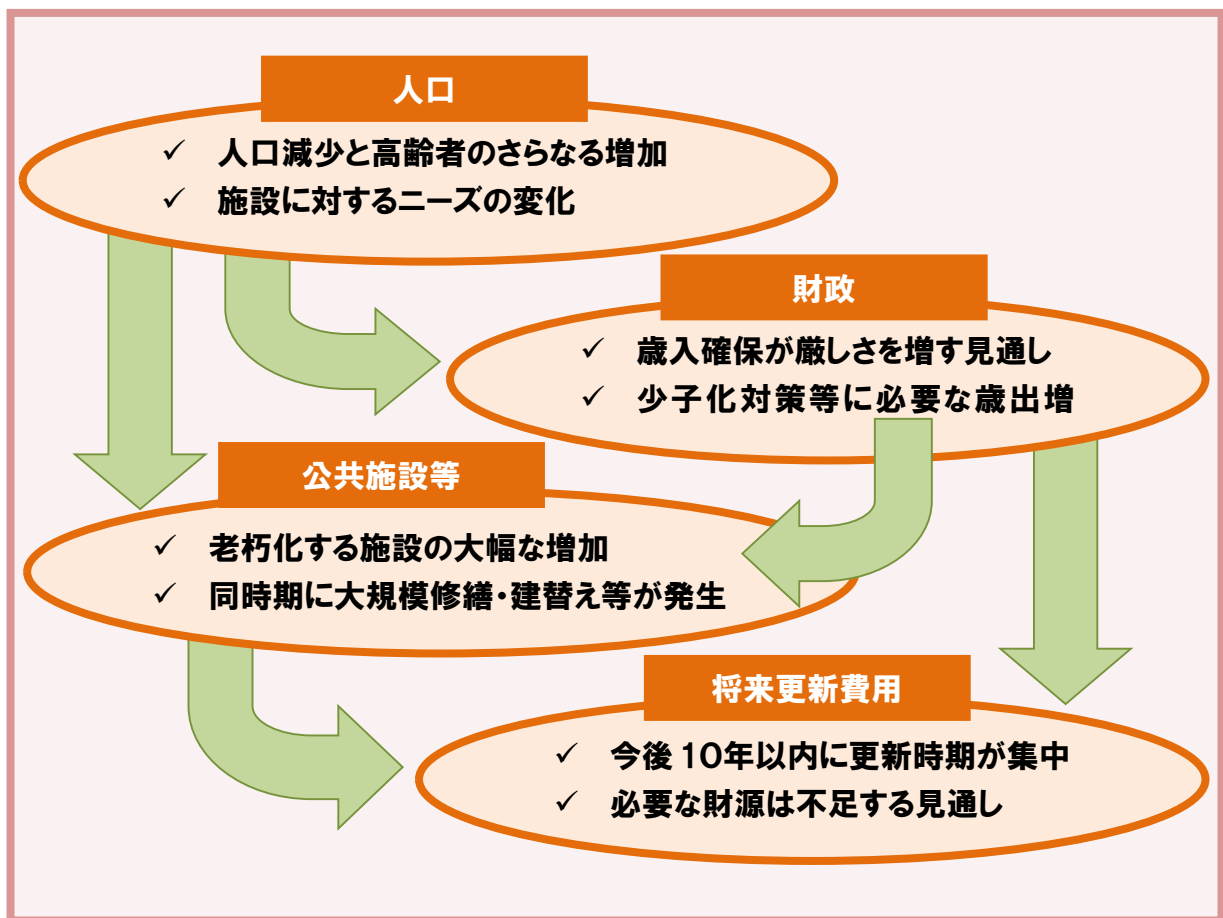 人口
✓ 人口減少と高齢者のさらなる増加
✓ 施設に対するニーズの変化
財政
✓ 歳入確保が厳しさを増す見通し
✓ 少子化対策等に必要な歳出増
公共施設等
✓ 老朽化する施設の大幅な増加
✓ 同時期に大規模修繕・建替え等が発生
将来更新費用
✓ 今後10年以内に更新時期が集中
✓ 必要な財源は不足する見通し